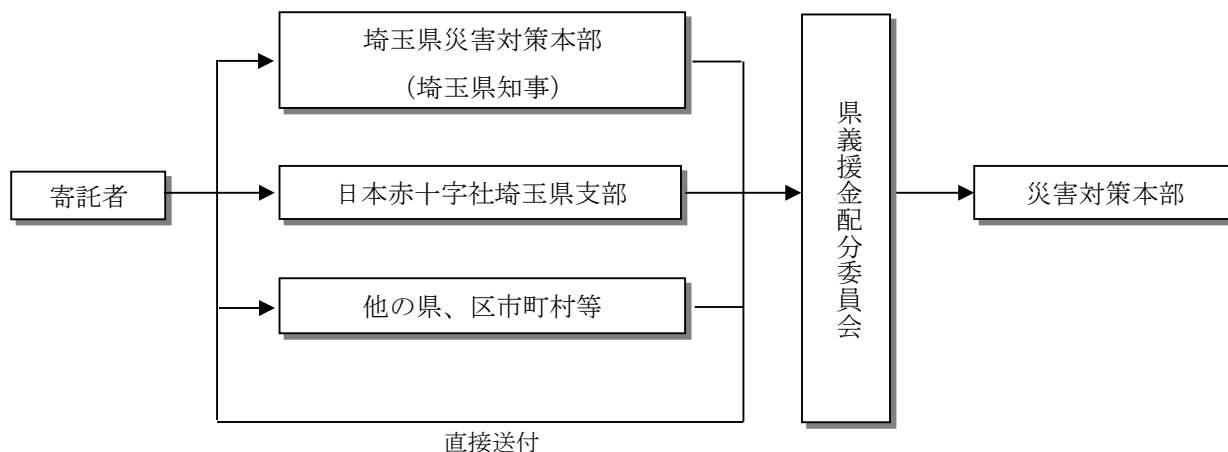 埼玉県災害対策本部
（埼玉県知事）
寄託者
日本赤十字社埼玉県支部
他の県、区市町村等
直接送付
県義援金配分委員会
災害対策本部